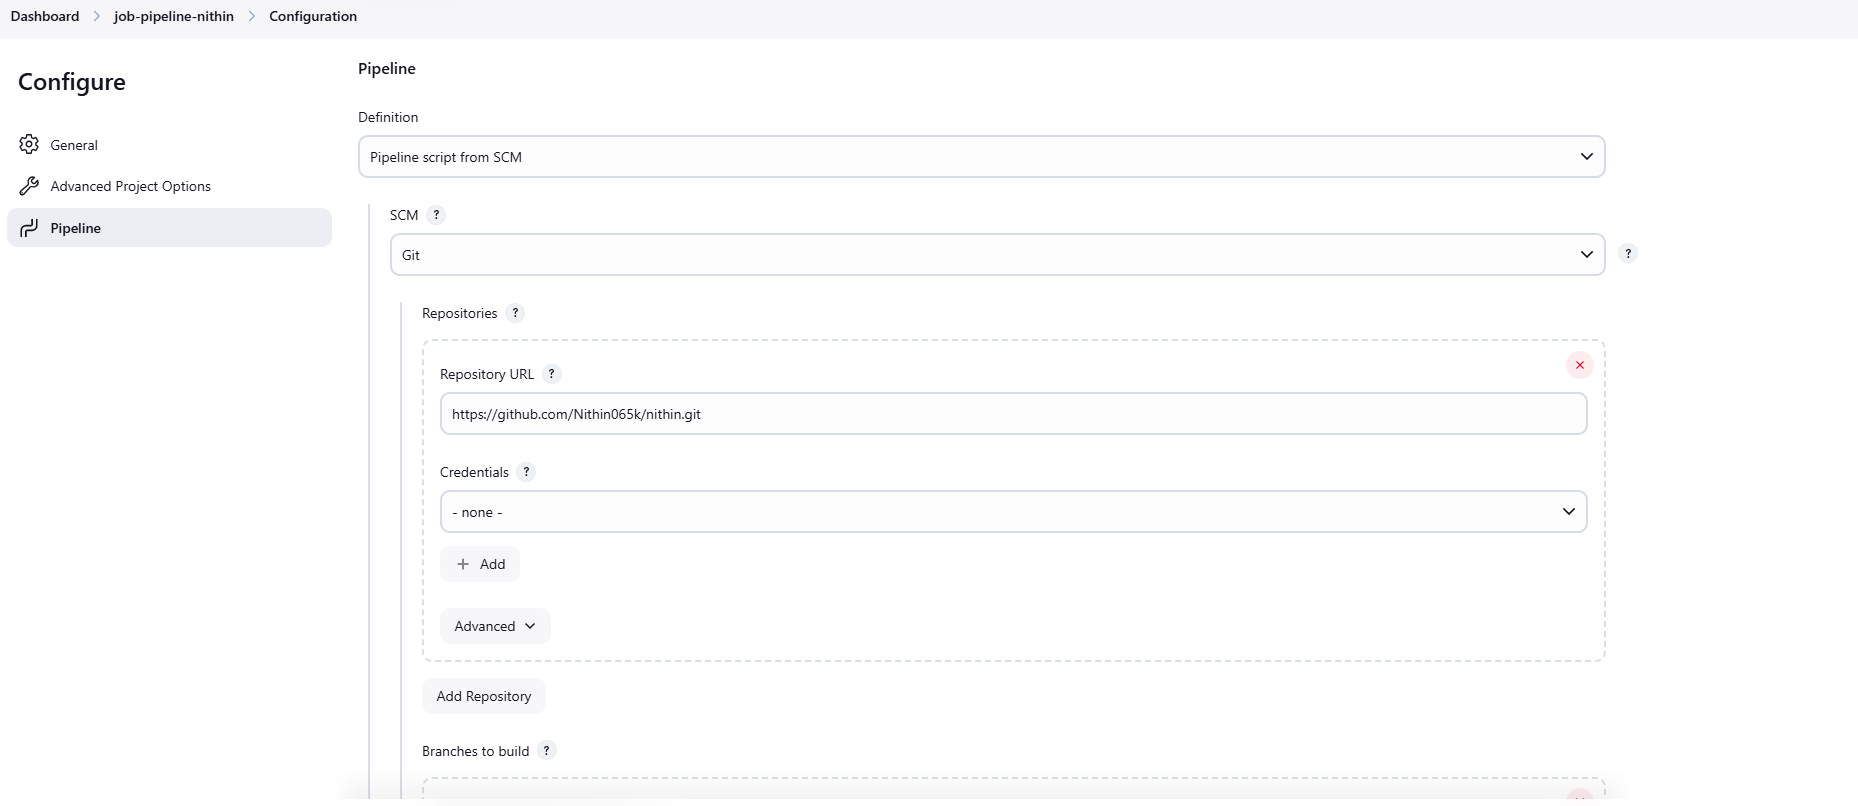 Dashboard > job-pipeline-nithin > Configuration
Configure
General
Advanced Project Options
Pipeline
Pipeline
Definition
Pipeline script from SCM
SCM ?
Git
?
Repositories ?
Repository URL ?
https://github.com/Nithin065k/nithin.git
Credentials ?
- none -
+ Add
Advanced
Add Repository
Branches to build ?